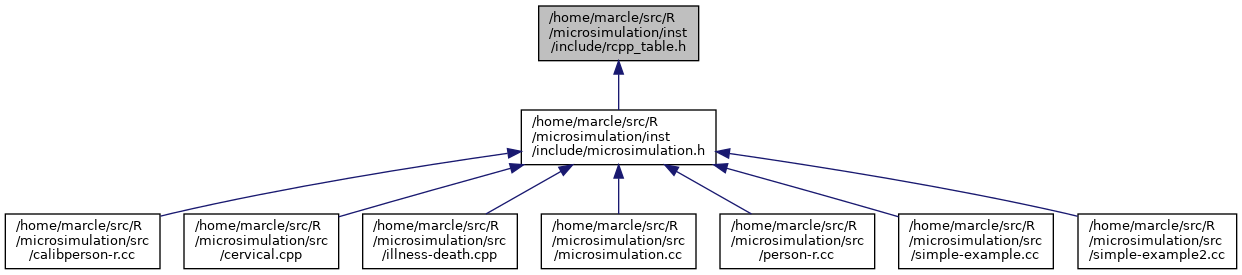 /home/marcle/src/R
/microsimulation/inst
/include/rcpp_table.h
/home/marcle/src/R
/microsimulation/inst
/include/microsimulation.h
/home/marcle/src/R
/microsimulation/src
/calibperson-r.cc
/home/marcle/src/R
/microsimulation/src
/cervical.cpp
/home/marcle/src/R
/microsimulation/src
/illness-death.cpp
/home/marcle/src/R
/microsimulation/src
/microsimulation.cc
/home/marcle/src/R
/microsimulation/src
/person-r.cc
/home/marcle/src/R
/microsimulation/src
/simple-example.cc
/home/marcle/src/R
/microsimulation/src
/simple-example2.cc